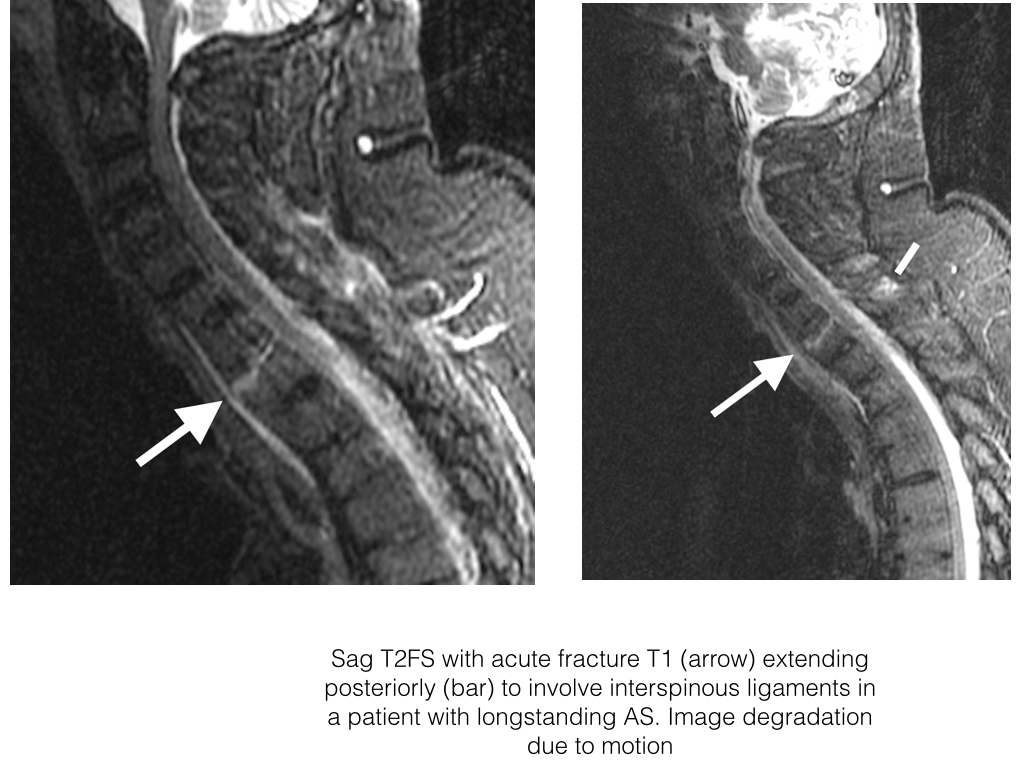 Sag T2FS with acute fracture T1 (arrow) extending
posteriorly (bar) to involve interspinous ligaments in
a patient with longstanding AS. Image degradation
due to motion